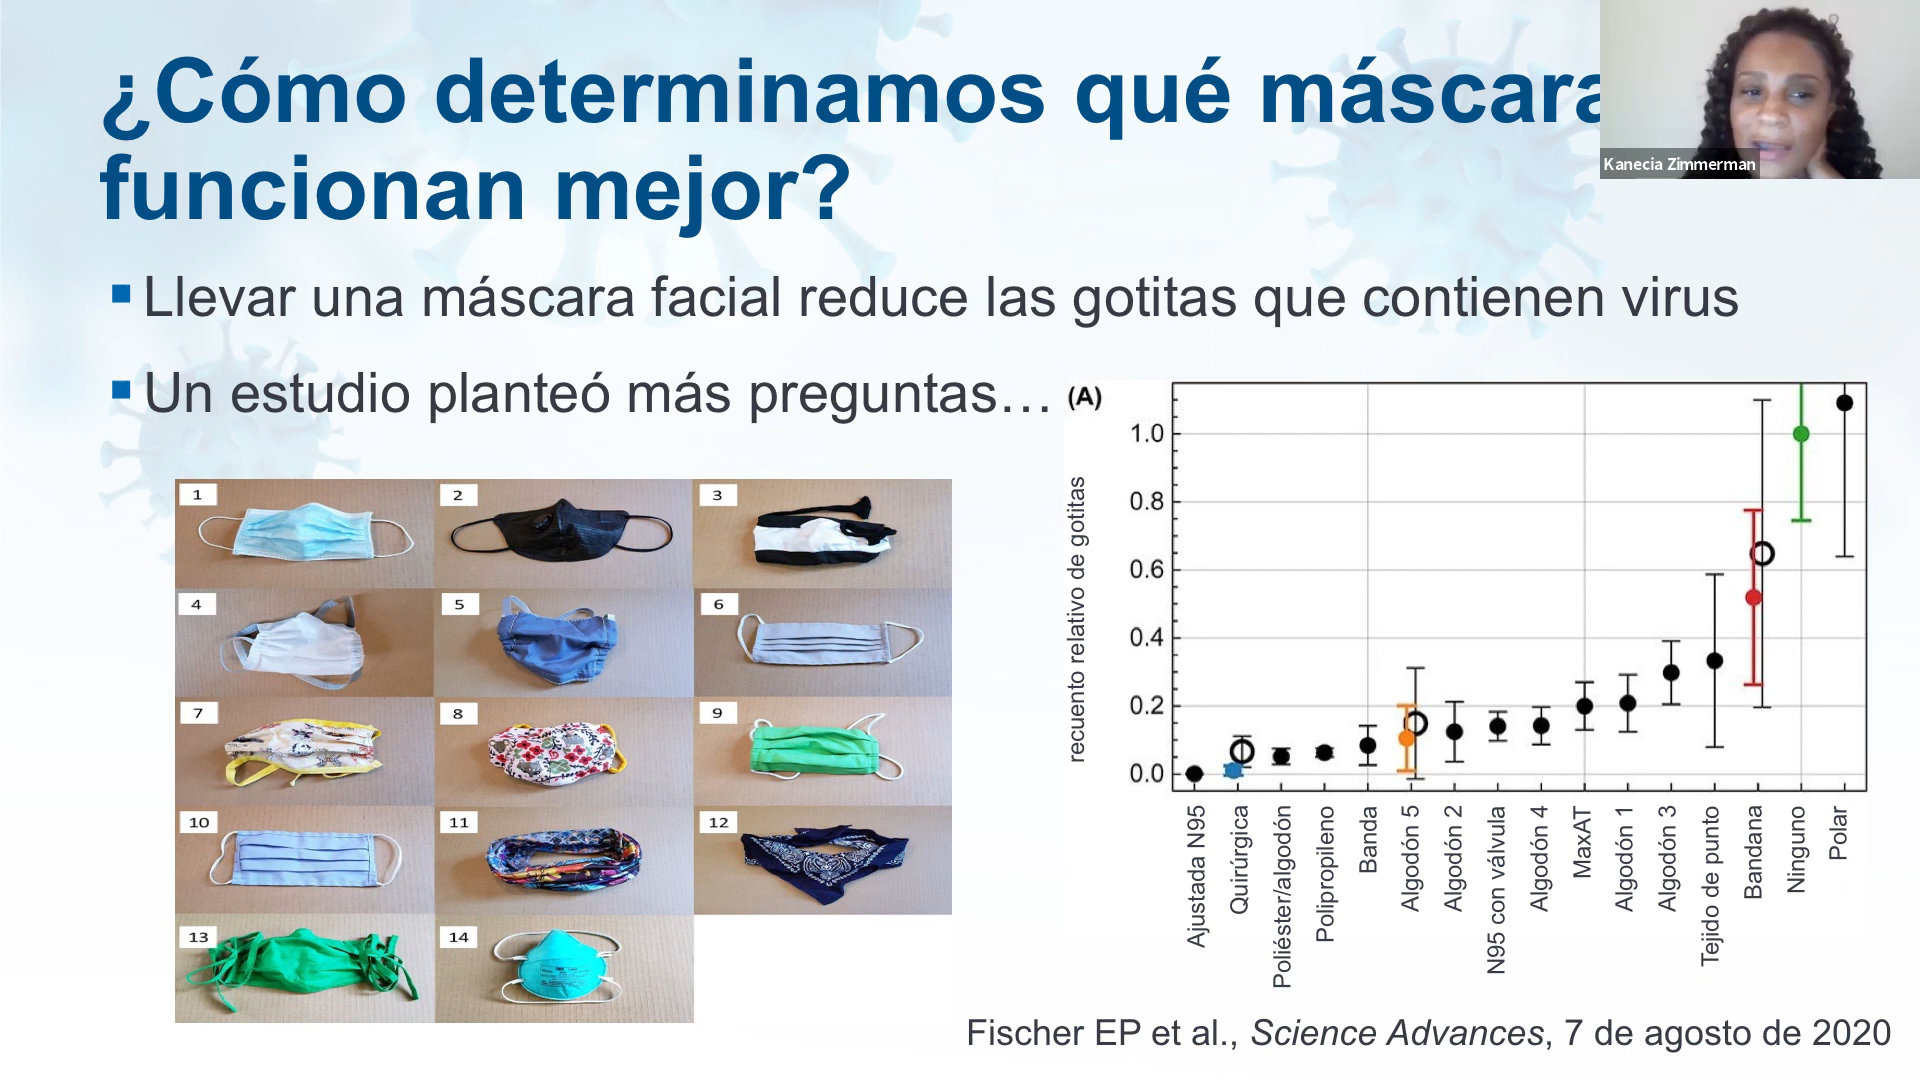 ¿Cómo determinamos qué máscara
funcionan mejor?
Kanecia Zimmerman
Llevar una máscara facial reduce las gotitas que contienen virus
Un estudio planteó más preguntas…
1
2
3
4
5
6
7
8
9
10
11
12
13
14
(A)
recuento relativo de gotitas
1.0
0.8
0.6
0.4
0.2
0.0
Ajustada N95
Quirúrgica
Poliéster/algodón
Polipropileno
Banda
Algodón 5
Algodón 2
N95 con válvula
Algodón 4
MaxAT
Algodón 1
Algodón 3
Tejido de punto
Bandana
Ninguno
Polar
Fischer EP et al., Science Advances, 7 de agosto de 2020